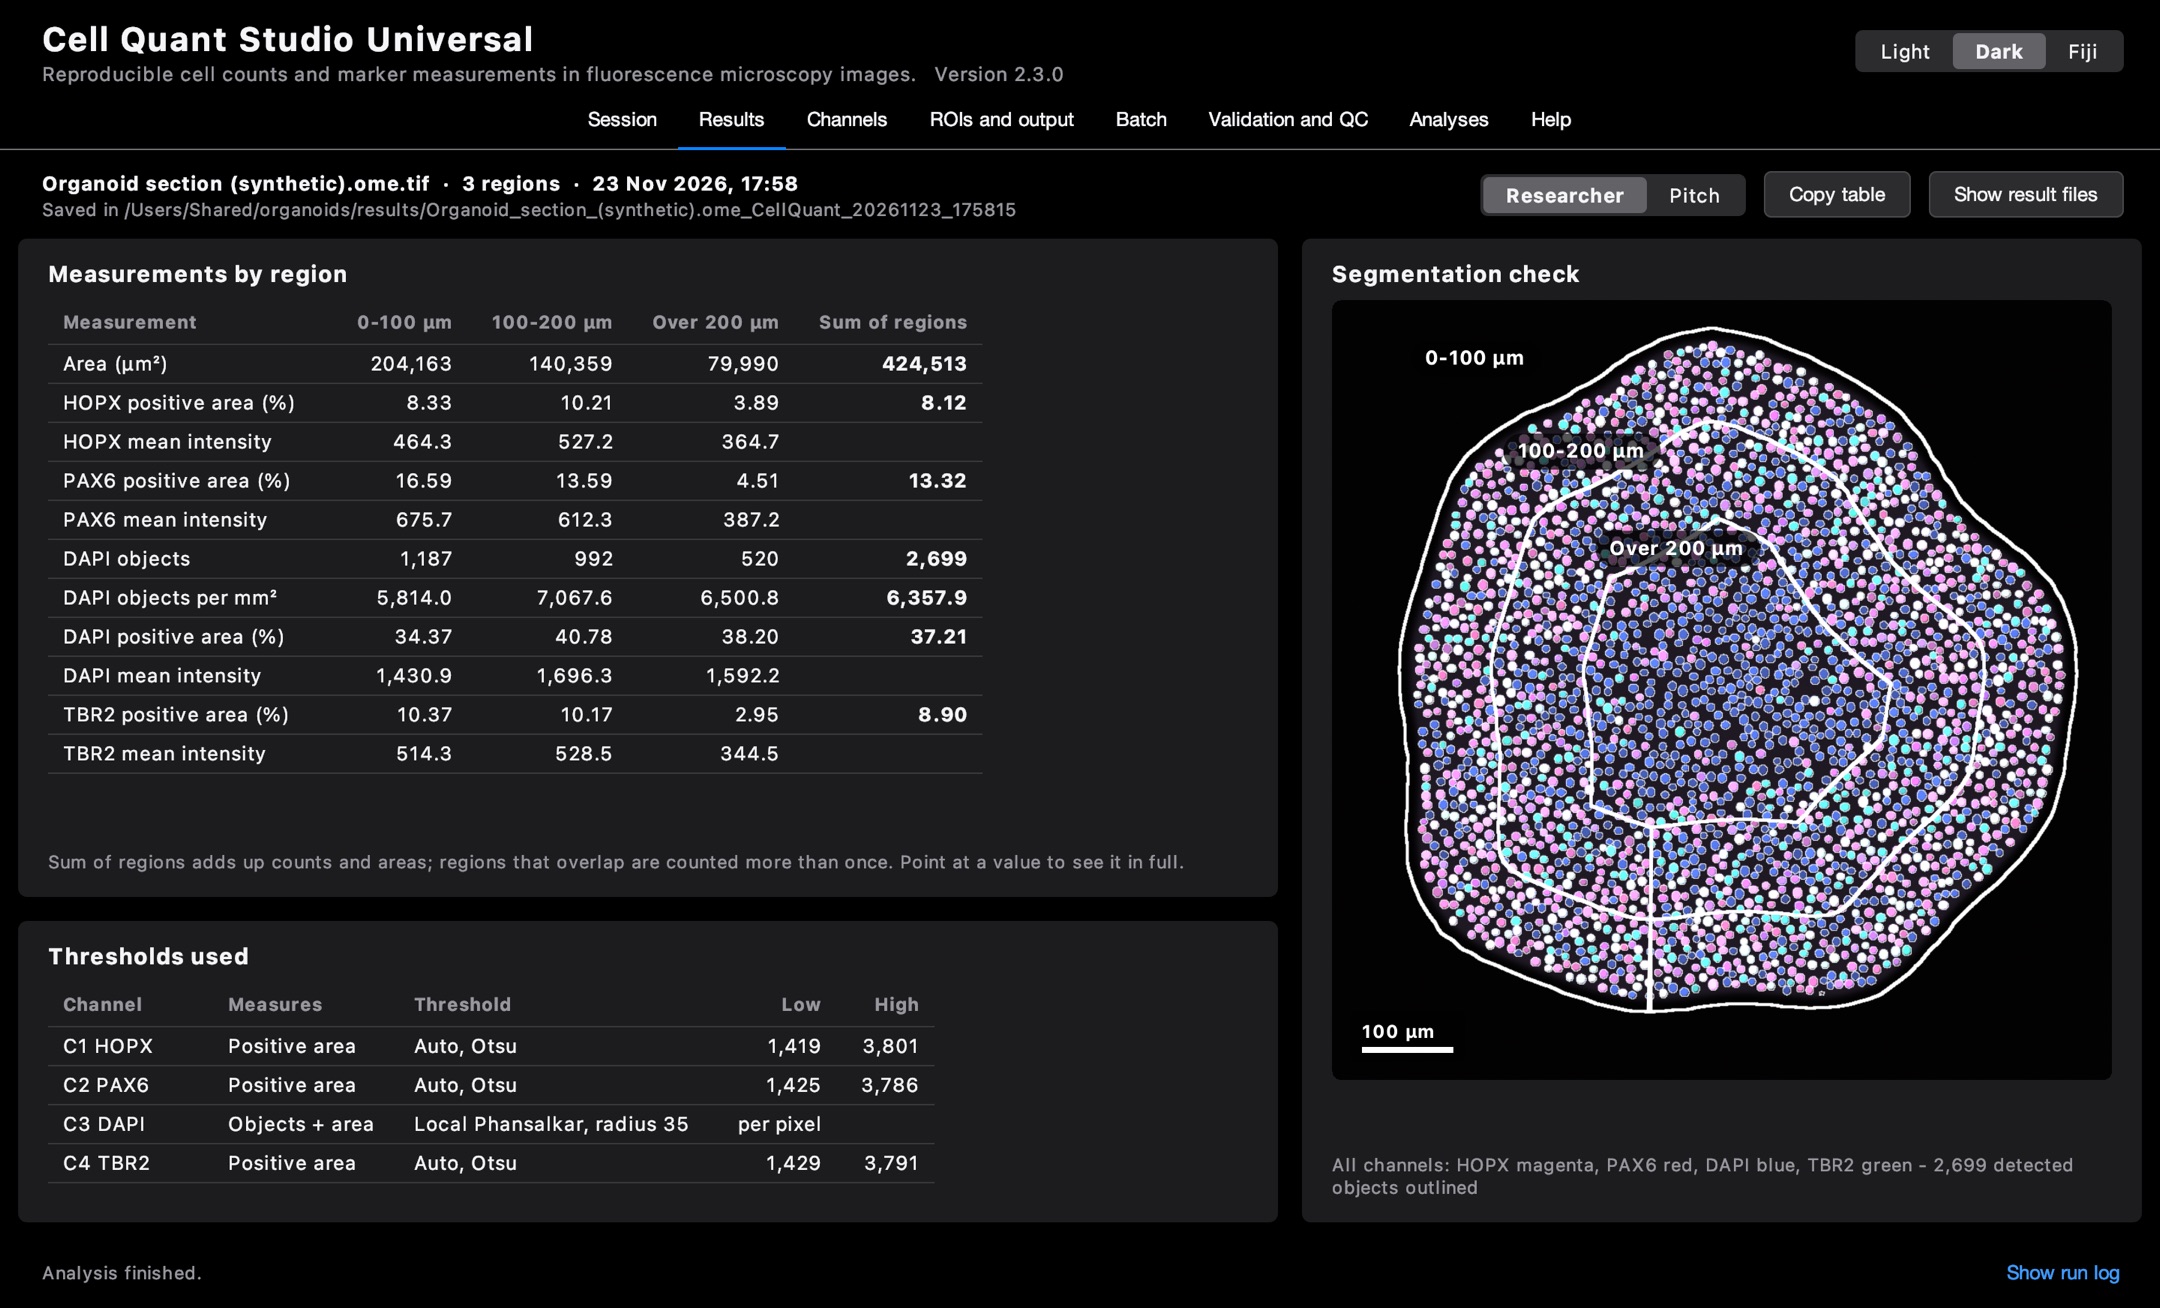 Cell Quant Studio Universal
Reproducible cell counts and marker measurements in fluorescence microscopy images. Version 2.3.0
Light Dark Fiji
Session Results Channels ROIs and output Batch Validation and QC Analyses Help
Organoid section (synthetic).ome.tif · 3 regions · 23 Nov 2026, 17:58
Saved in /Users/Shared/organoids/results/Organoid_section_(synthetic).ome_CellQuant_20261123_175815
Researcher Pitch Copy table Show result files
Measurements by region
Measurement 0-100 µm 100-200 µm Over 200 µm Sum of regions
Area (µm²) 204,163 140,359 79,990 424,513
HOPX positive area (%) 8.33 10.21 3.89 8.12
HOPX mean intensity 464.3 527.2 364.7
PAX6 positive area (%) 16.59 13.59 4.51 13.32
PAX6 mean intensity 675.7 612.3 387.2
DAPI objects 1,187 992 520 2,699
DAPI objects per mm² 5,814.0 7,067.6 6,500.8 6,357.9
DAPI positive area (%) 34.37 40.78 38.20 37.21
DAPI mean intensity 1,430.9 1,696.3 1,592.2
TBR2 positive area (%) 10.37 10.17 2.95 8.90
TBR2 mean intensity 514.3 528.5 344.5
Sum of regions adds up counts and areas; regions that overlap are counted more than once. Point at a value to see it in full.
Thresholds used
Channel Measures Threshold Low High
C1 HOPX Positive area Auto, Otsu 1,419 3,801
C2 PAX6 Positive area Auto, Otsu 1,425 3,786
C3 DAPI Objects + area Local Phansalkar, radius 35 per pixel
C4 TBR2 Positive area Auto, Otsu 1,429 3,791
Segmentation check
0-100 µm
100-200 µm
Over 200 µm
100 µm
All channels: HOPX magenta, PAX6 red, DAPI blue, TBR2 green - 2,699 detected
objects outlined
Analysis finished.
Show run log